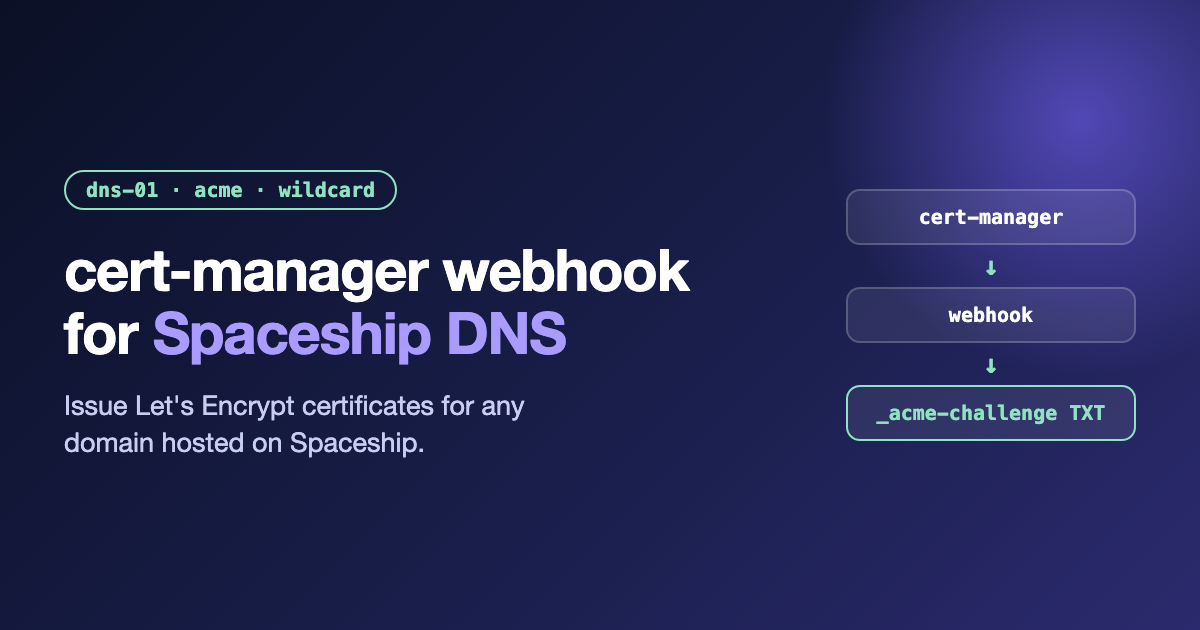 dns-01 · acme · wildcard
cert-manager webhook
for Spaceship DNS
Issue Let's Encrypt certificates for any
domain hosted on Spaceship.
cert-manager
↓
webhook
↓
_acme-challenge TXT